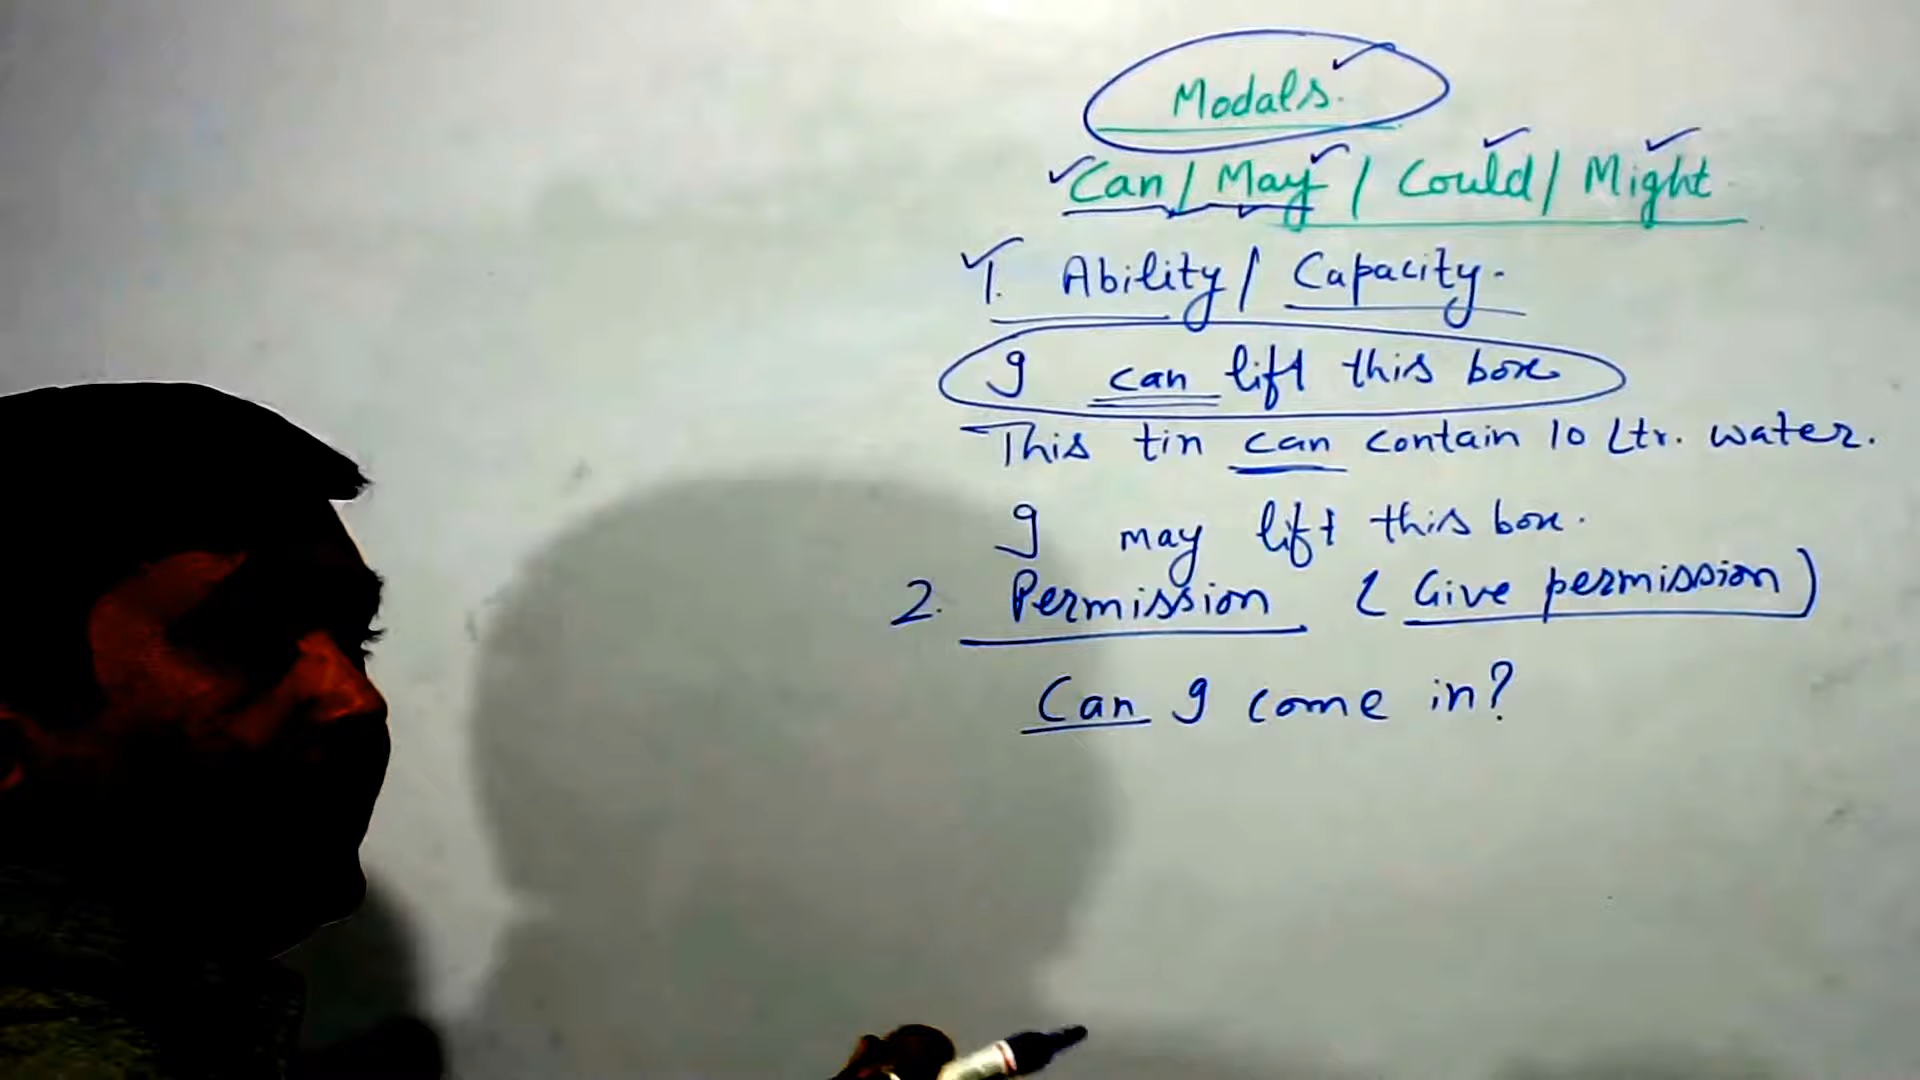 Modals.
Can / May / Could / Might
1. Ability / Capacity.
I can lift this box
This tin can contain 10 Ltr. water.
I may lift this box.
2. Permission ( Give permission )
Can I come in?